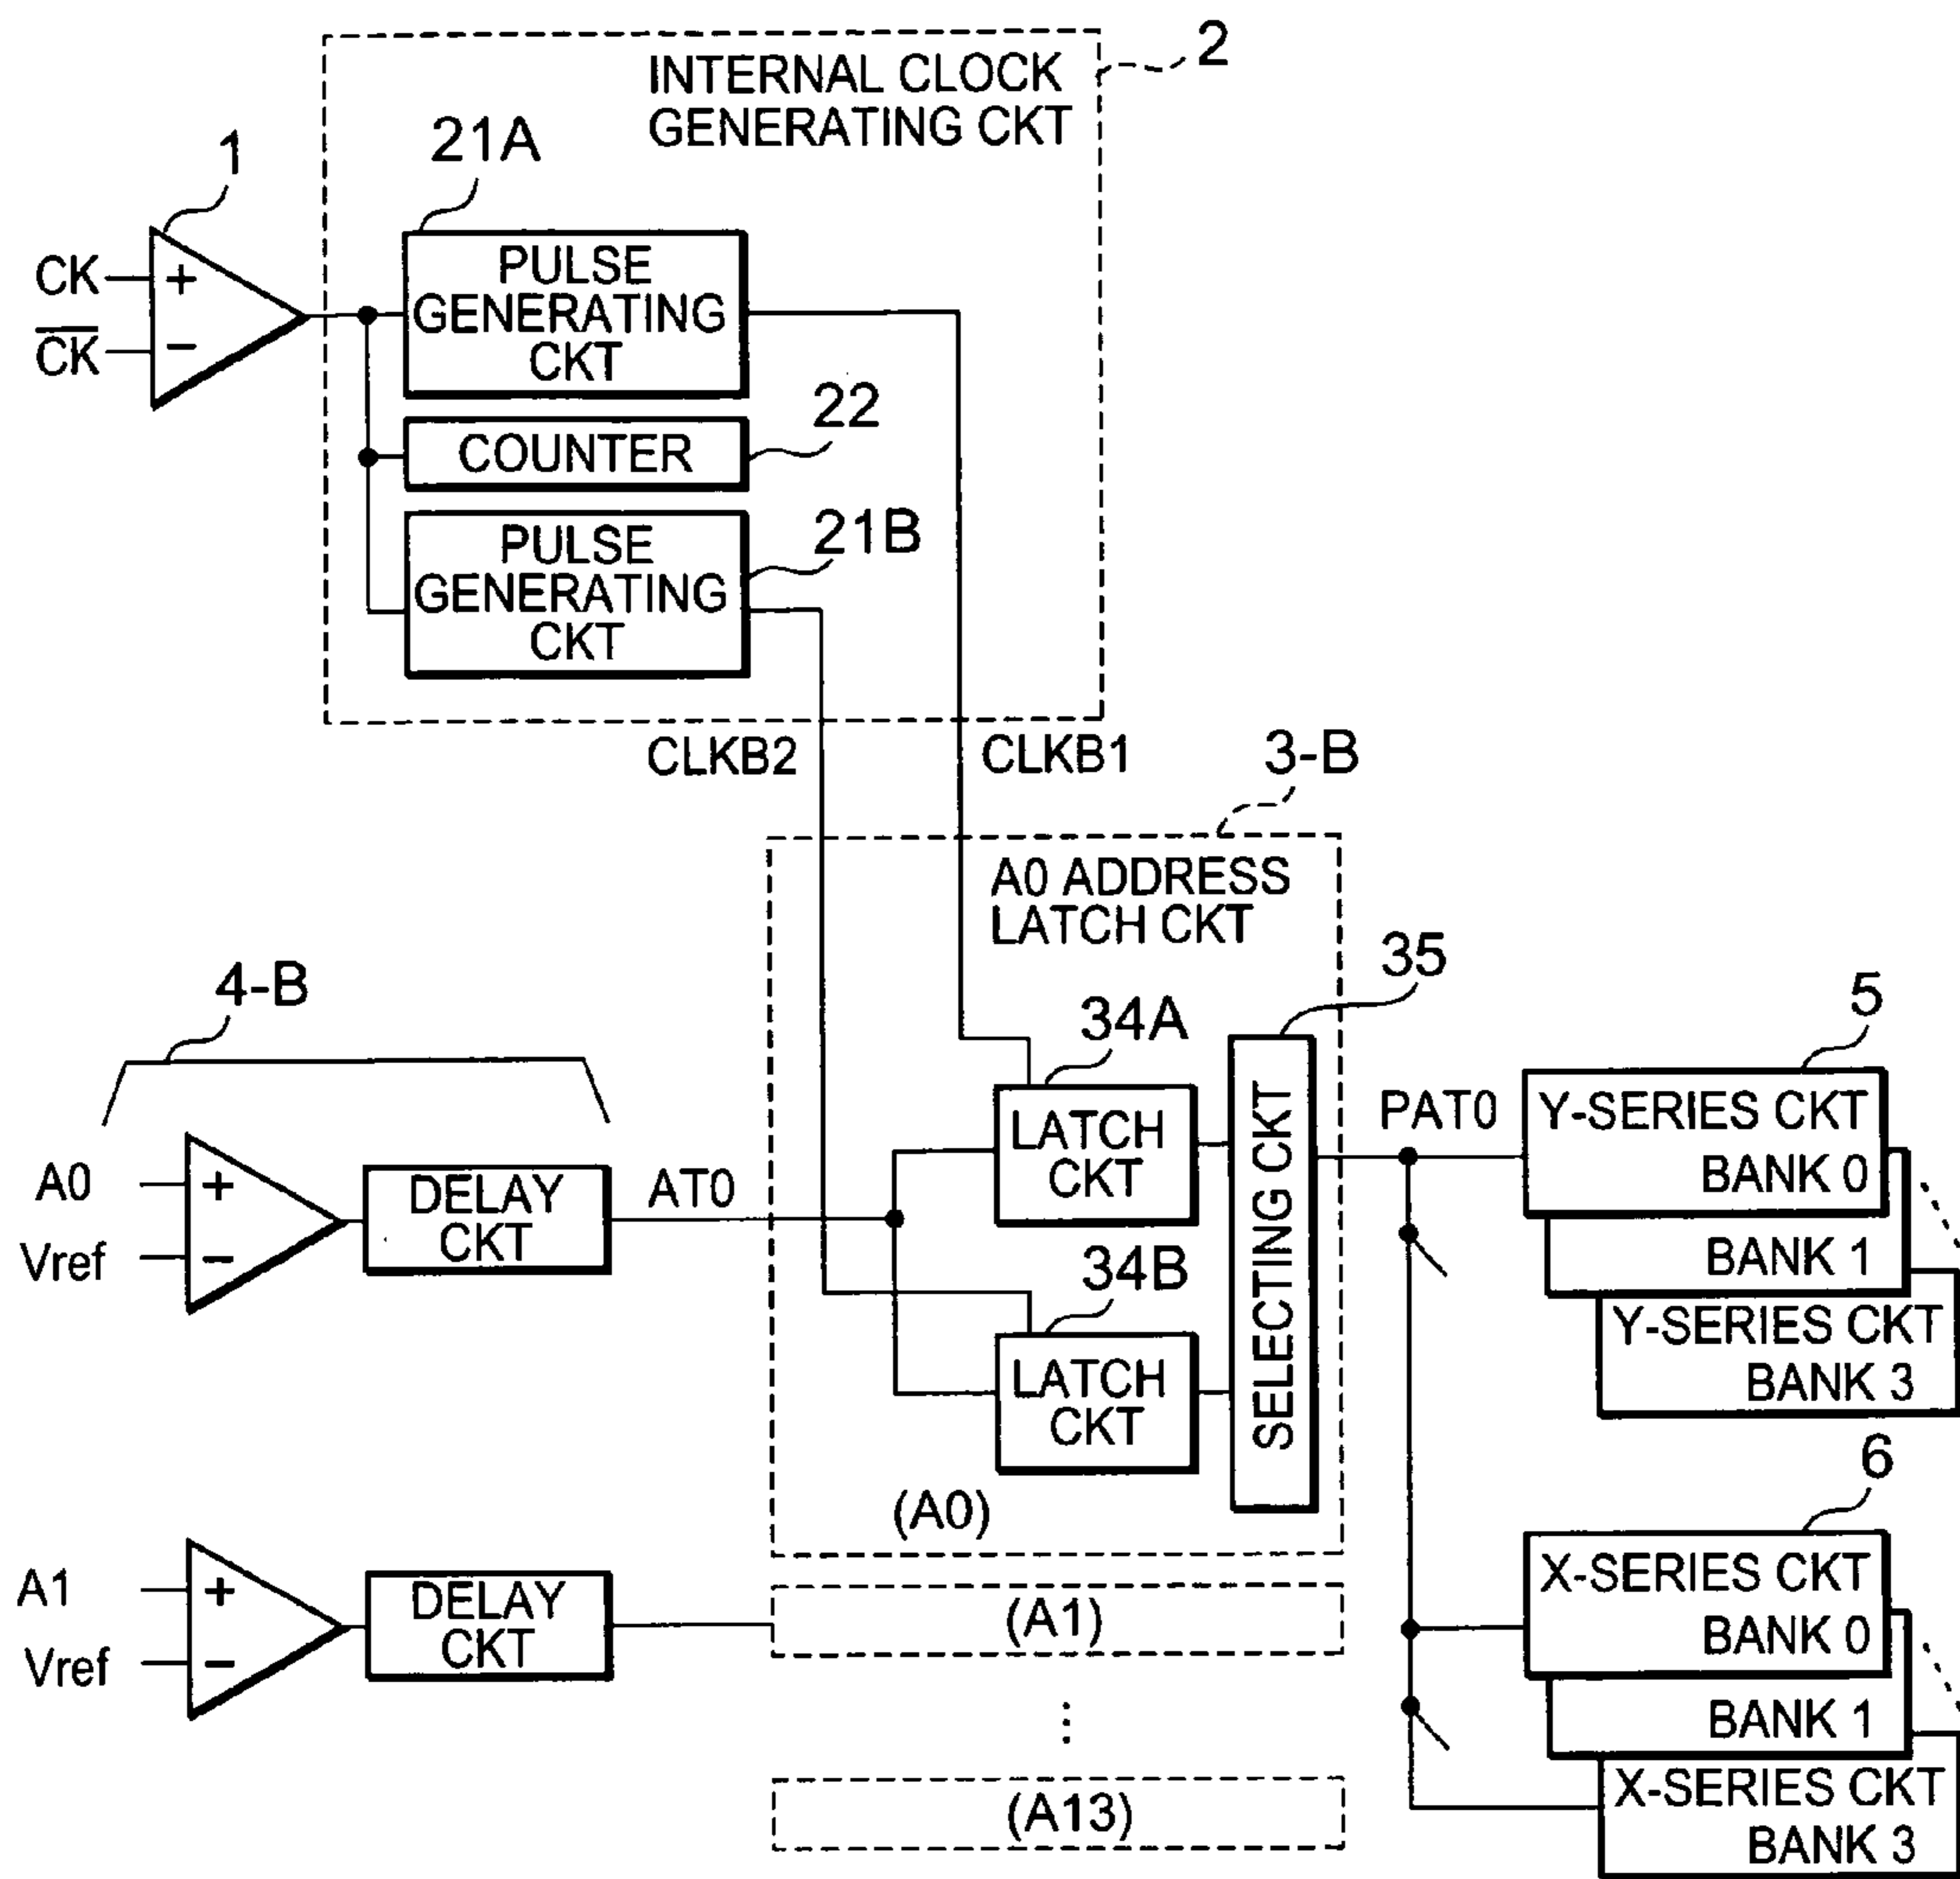 2
INTERNAL CLOCK
GENERATING CKT
21A
1
CK
+
PULSE
GENERATING
CKT
C̅K̅
−
22
COUNTER
21B
PULSE
GENERATING
CKT
CLKB2
CLKB1
3-B
A0 ADDRESS
LATCH CKT
4-B
35
34A
5
LATCH
CKT
SELECTING CKT
PAT0
Y-SERIES CKT
BANK 0
A0
+
DELAY
CKT
AT0
Vref
−
BANK 1
34B
Y-SERIES CKT
BANK 3
LATCH
CKT
(A0)
6
A1
+
DELAY
CKT
(A1)
X-SERIES CKT
BANK 0
Vref
−
BANK 1
(A13)
X-SERIES CKT
BANK 3